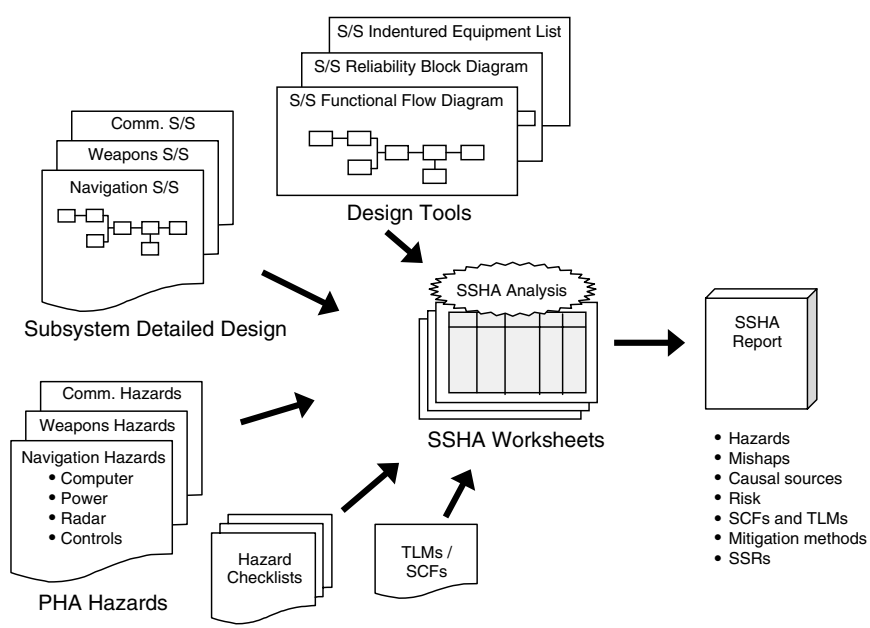 S/S Indentured Equipment List
S/S Reliability Block Diagram
S/S Functional Flow Diagram
Design Tools
Comm. S/S
Weapons S/S
Navigation S/S
Subsystem Detailed Design
SSHA Analysis
SSHA Worksheets
SSHA
Report
Comm. Hazards
Weapons Hazards
Navigation Hazards
• Computer
• Power
• Radar
• Controls
PHA Hazards
Hazard
Checklists
TLMs /
SCFs
• Hazards
• Mishaps
• Causal sources
• Risk
• SCFs and TLMs
• Mitigation methods
• SSRs